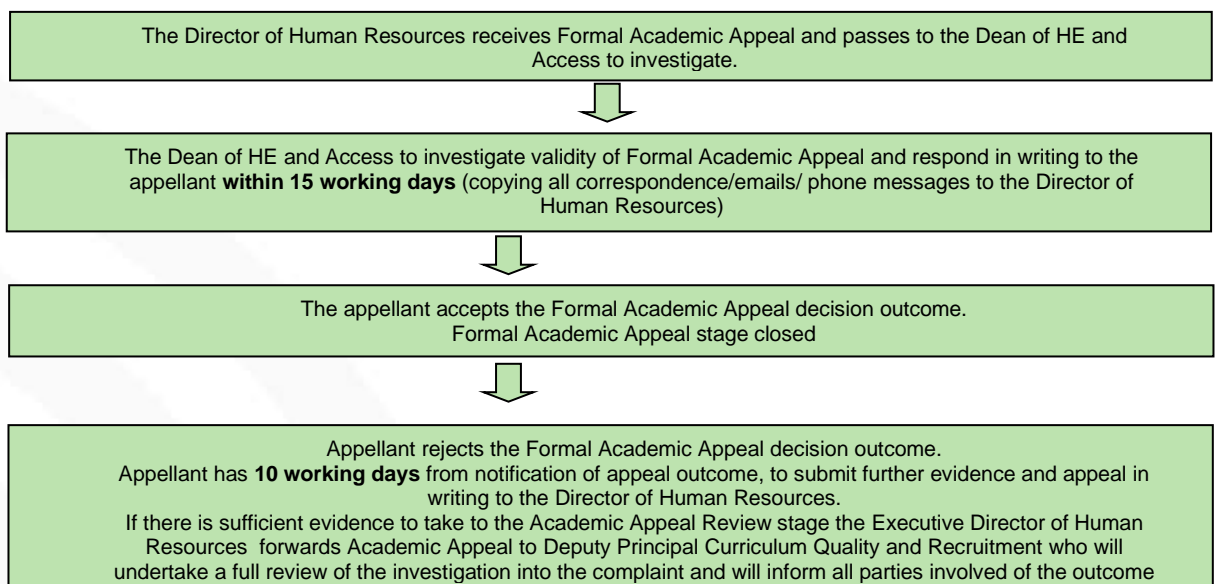 The Director of Human Resources receives Formal Academic Appeal and passes to the Dean of HE and
Access to investigate.
The Dean of HE and Access to investigate validity of Formal Academic Appeal and respond in writing to the
appellant within 15 working days (copying all correspondence/emails/ phone messages to the Director of
Human Resources)
The appellant accepts the Formal Academic Appeal decision outcome.
Formal Academic Appeal stage closed
Appellant rejects the Formal Academic Appeal decision outcome.
Appellant has 10 working days from notification of appeal outcome, to submit further evidence and appeal in
writing to the Director of Human Resources.
If there is sufficient evidence to take to the Academic Appeal Review stage the Executive Director of Human
Resources forwards Academic Appeal to Deputy Principal Curriculum Quality and Recruitment who will
undertake a full review of the investigation into the complaint and will inform all parties involved of the outcome